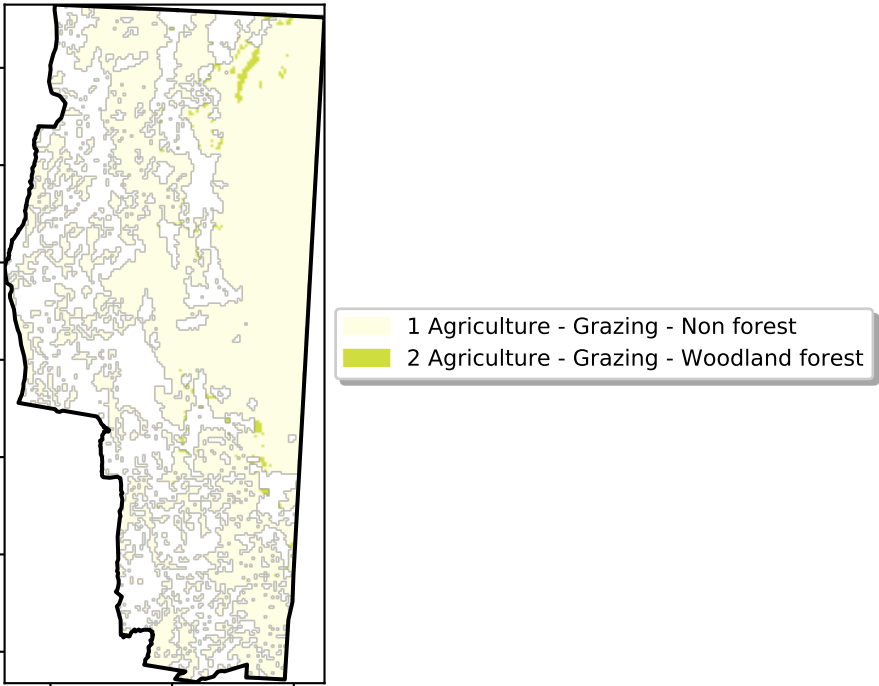 1 Agriculture - Grazing - Non forest
2 Agriculture - Grazing - Woodland forest